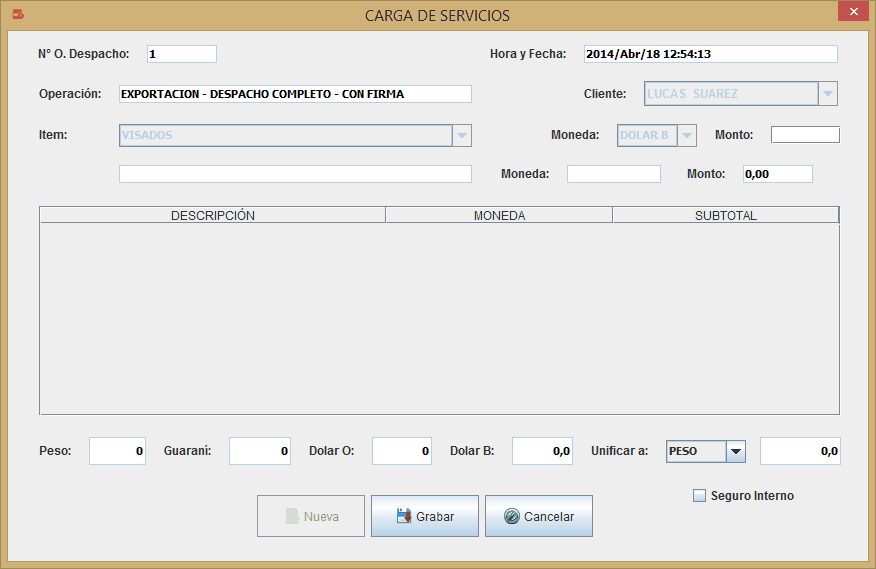 CARGA DE SERVICIOS
N° O. Despacho: 1 Hora y Fecha: 2014/Abr/18 12:54:13
Operación: EXPORTACION - DESPACHO COMPLETO - CON FIRMA Cliente: LUCAS SUAREZ
Item: VISADOS Moneda: DOLAR B Monto:
Moneda: Monto: 0,00
DESCRIPCIÓN MONEDA SUBTOTAL
Peso: 0 Guaraní: 0 Dolar O: 0 Dolar B: 0,0 Unificar a: PESO 0,0
Seguro Interno
Nueva Grabar Cancelar